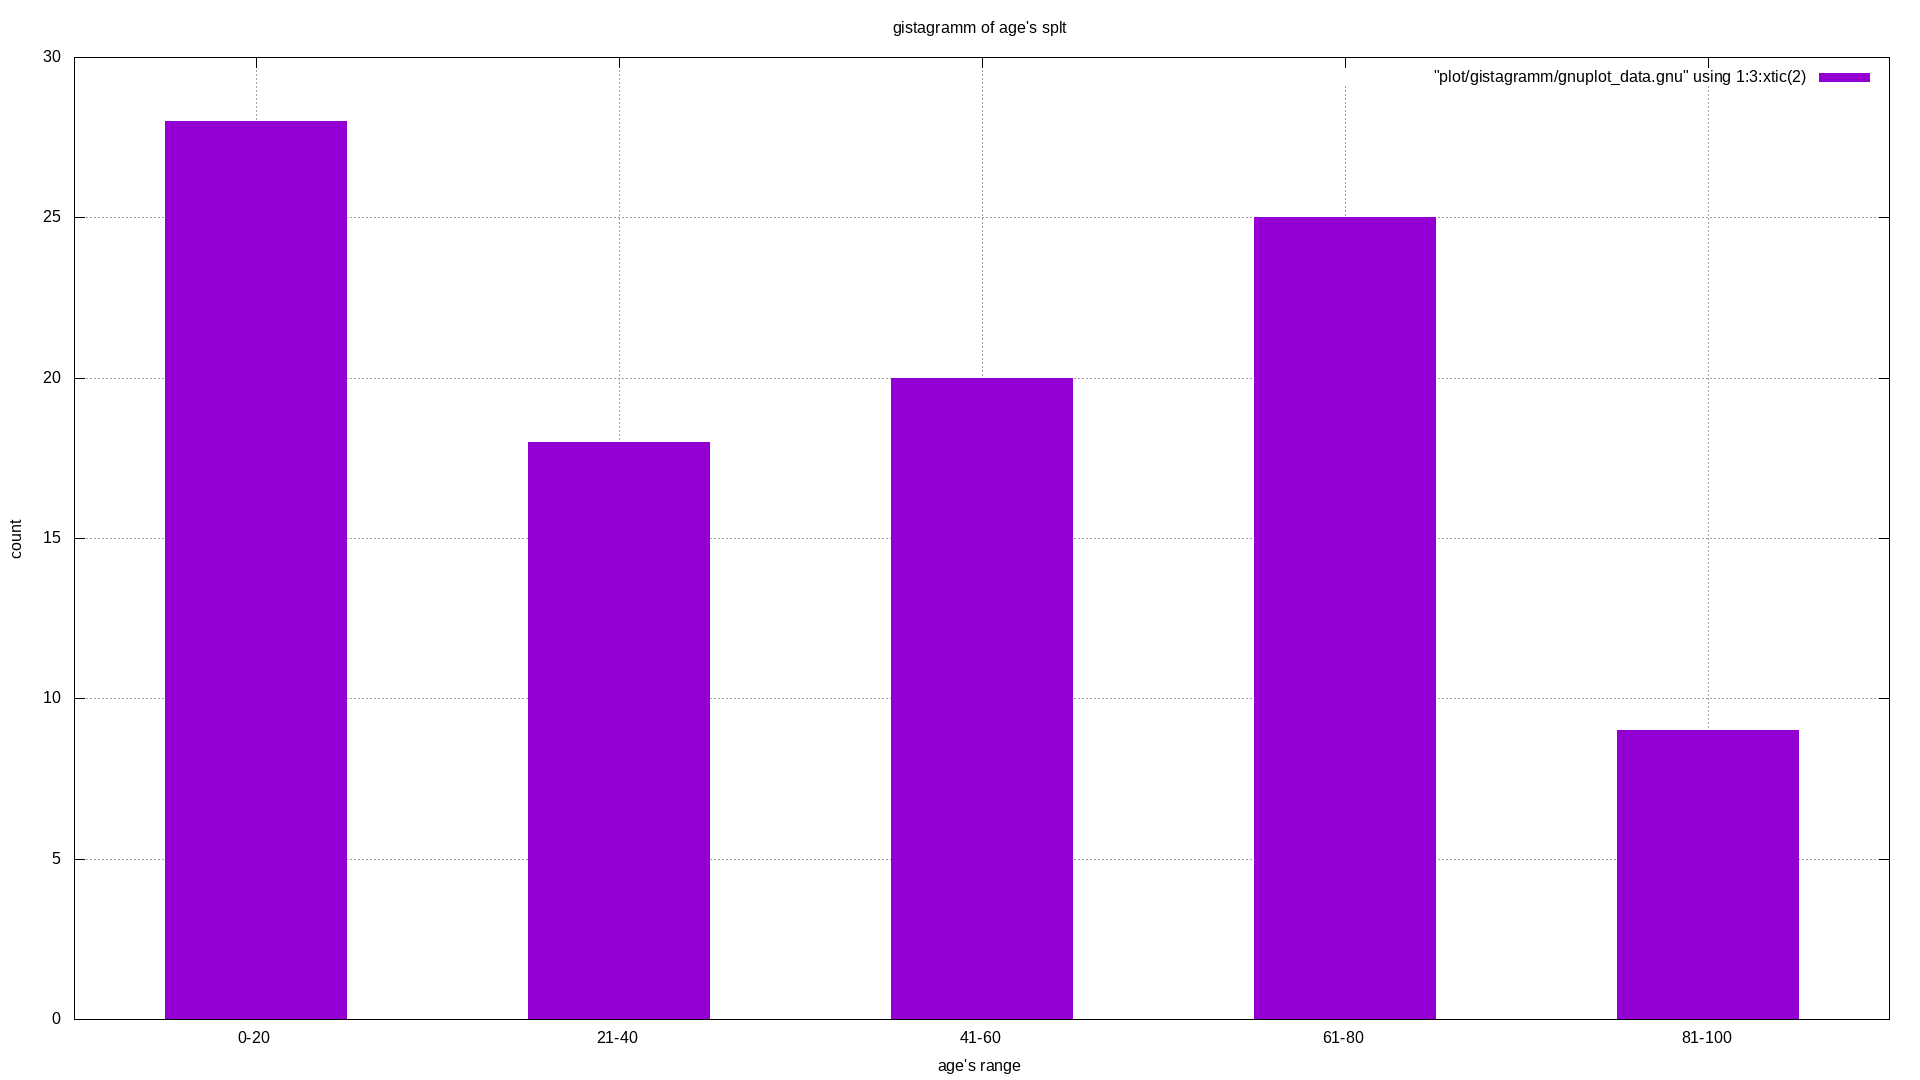 gistagramm of age's splt
"plot/gistagramm/gnuplot_data.gnu" using 1:3:xtic(2)
30
25
20
15
10
5
0
count
0-20 21-40 41-60 61-80 81-100
age's range